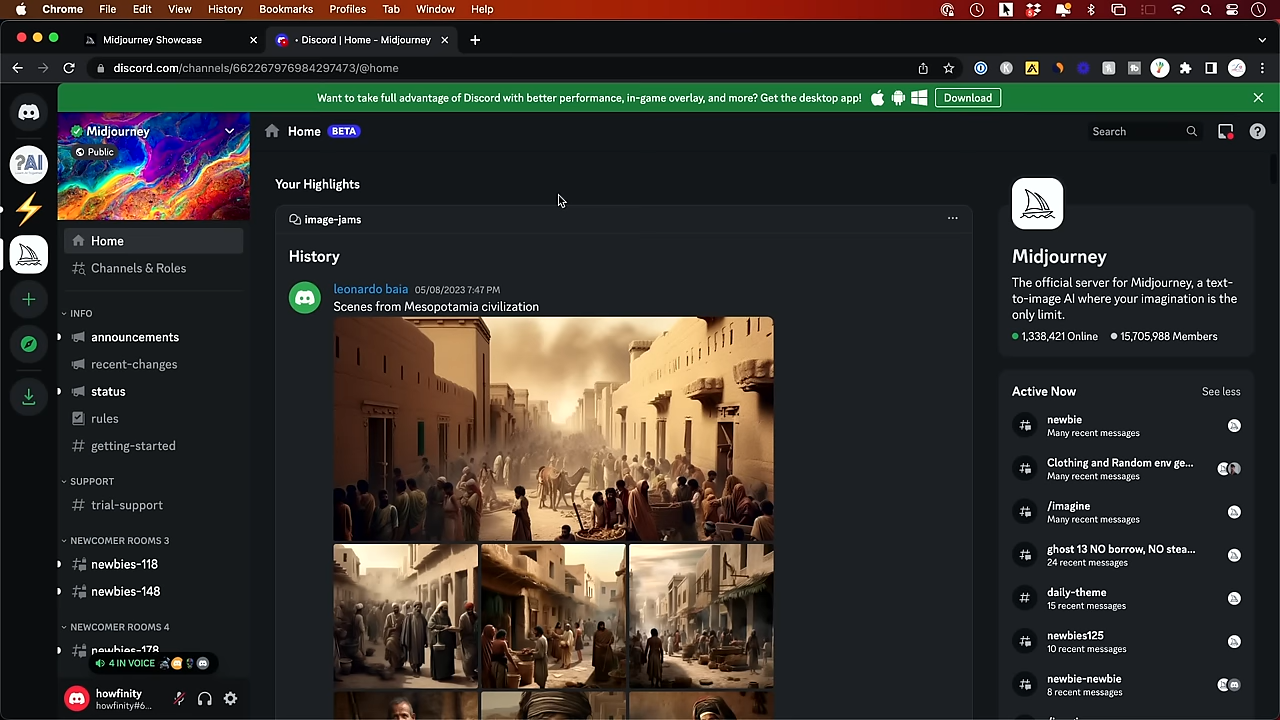 Chrome File Edit View History Bookmarks Profiles Tab Window Help
Midjourney Showcase
• Discord | Home - Midjourney
discord.com/channels/662267976984297473/@home
Want to take full advantage of Discord with better performance, in-game overlay, and more? Get the desktop app!
Download
?AI
Midjourney
Public
Home
Channels & Roles
INFO
announcements
recent-changes
status
rules
getting-started
SUPPORT
trial-support
NEWCOMER ROOMS 3
newbies-118
newbies-148
NEWCOMER ROOMS 4
newbies-178
4 IN VOICE
howfinity
howfinity#6...
Home BETA
Search
Your Highlights
image-jams
History
leonardo baia 05/08/2023 7:47 PM
Scenes from Mesopotamia civilization
Midjourney
The official server for Midjourney, a text-
to-image AI where your imagination is the
only limit.
1,338,421 Online 15,705,988 Members
Active Now See less
newbie
Many recent messages
Clothing and Random env ge...
Many recent messages
/imagine
Many recent messages
ghost 13 NO borrow, NO stea...
24 recent messages
daily-theme
15 recent messages
newbies125
10 recent messages
newbie-newbie
8 recent messages